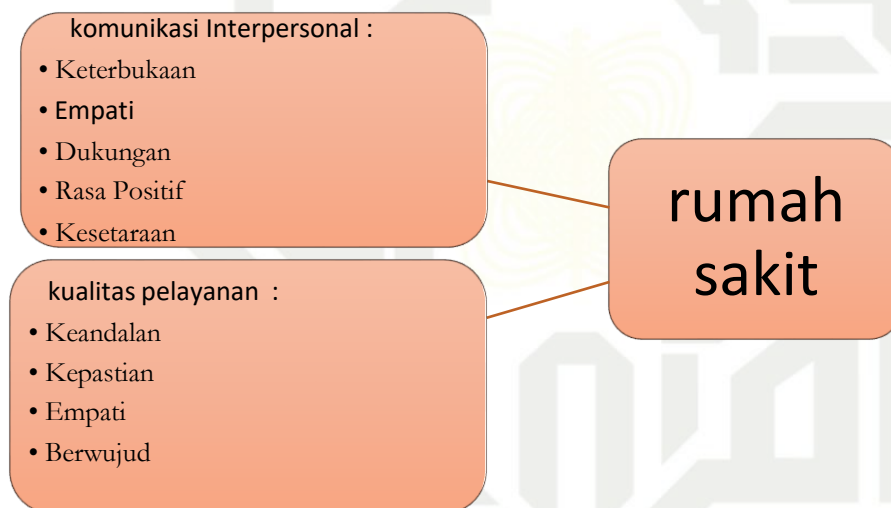 komunikasi Interpersonal :
• Keterbukaan
• Empati
• Dukungan
• Rasa Positif
• Kesetaraan
kualitas pelayanan :
• Keandalan
• Kepastian
• Empati
• Berwujud
rumah
sakit